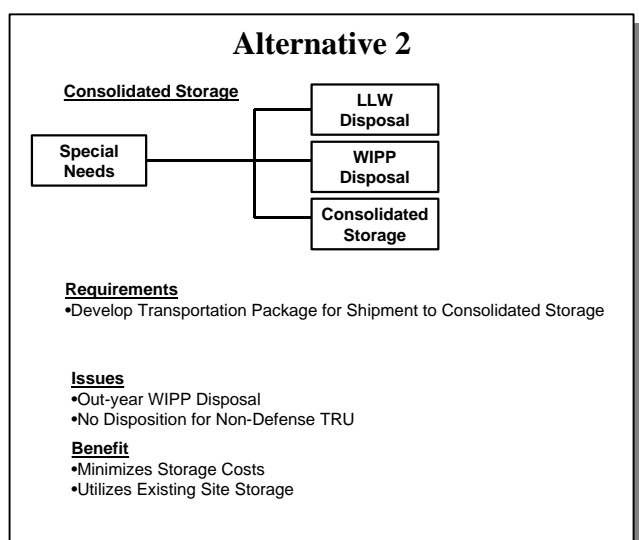 Alternative 2
Consolidated Storage
LLW
Disposal
Special
Needs
WIPP
Disposal
Consolidated
Storage
Requirements
•Develop Transportation Package for Shipment to Consolidated Storage
Issues
•Out-year WIPP Disposal
•No Disposition for Non-Defense TRU
Benefit
•Minimizes Storage Costs
•Utilizes Existing Site Storage